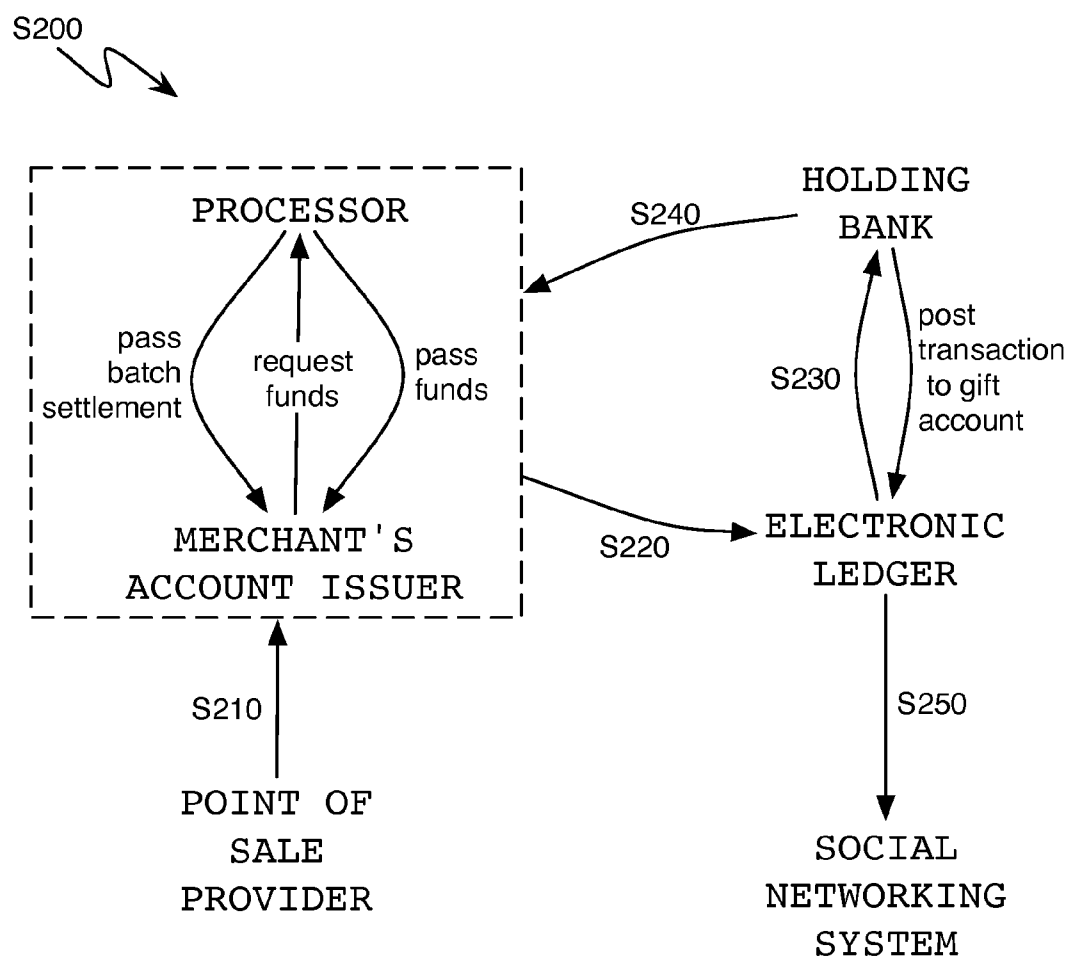 S200
PROCESSOR
pass
batch
settlement
request
funds
pass
funds
MERCHANT'S
ACCOUNT ISSUER
S210
POINT OF
SALE
PROVIDER
S240
HOLDING
BANK
S230
post
transaction
to gift
account
S220
ELECTRONIC
LEDGER
S250
SOCIAL
NETWORKING
SYSTEM